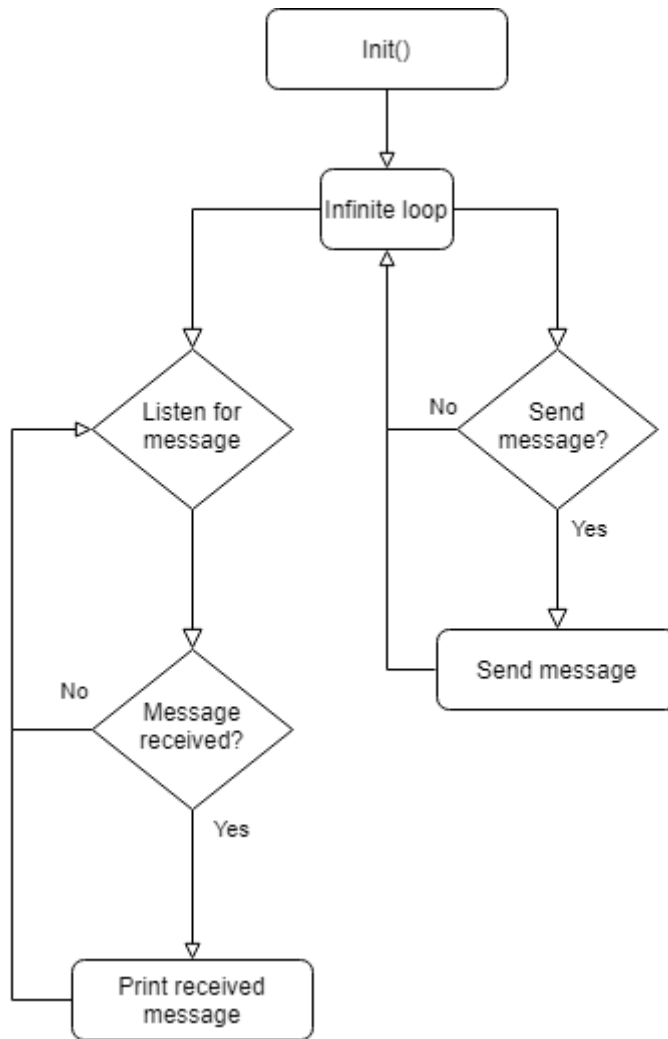 Init()
Infinite loop
Listen for
message
No
Send
message?
Yes
Send message
No
Message
received?
Yes
Print received
message